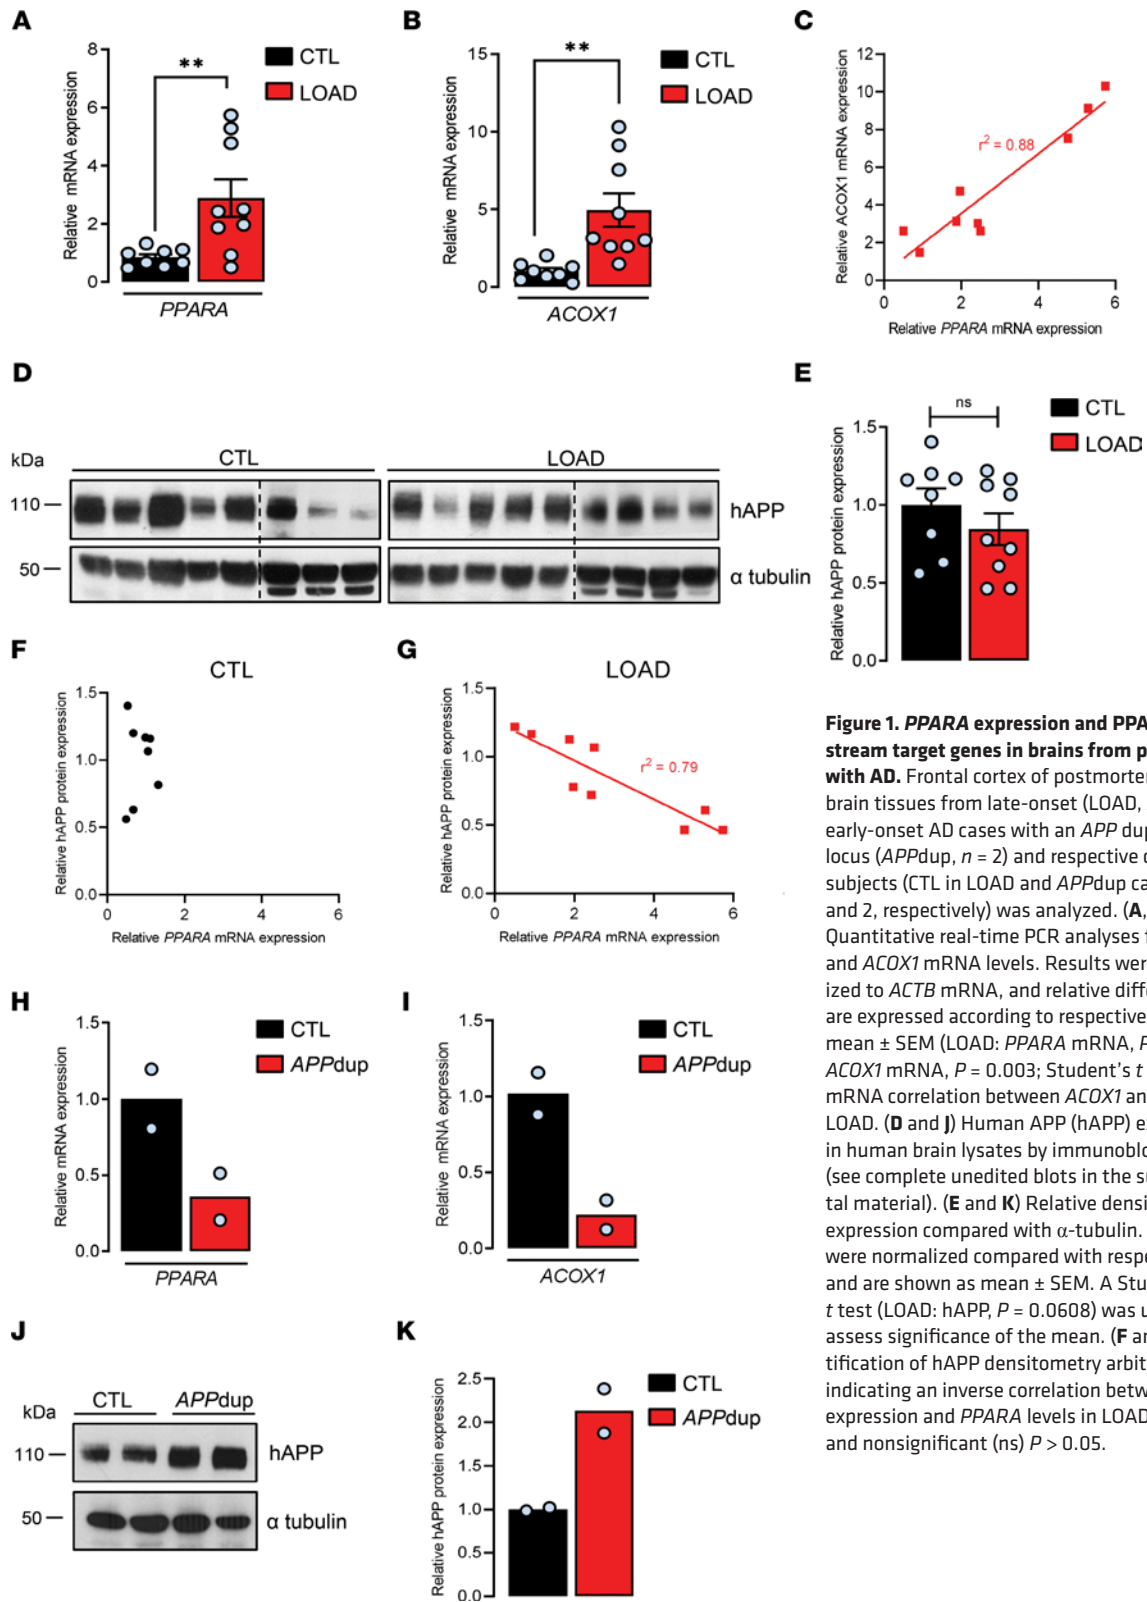 A
8
6
4
2
0
Relative mRNA expression
**
CTL
LOAD
PPARA
B
15
10
5
0
Relative mRNA expression
**
CTL
LOAD
ACOX1
C
12
10
8
6
4
2
0
Relative ACOX1 mRNA expression
r² = 0.88
0 2 4 6
Relative PPARA mRNA expression
D
kDa
CTL
LOAD
110
hAPP
50
α tubulin
E
ns
CTL
LOAD
1.5
1.0
0.5
0.0
Relative hAPP protein expression
F
CTL
1.5
1.0
0.5
0.0
Relative hAPP protein expression
0 2 4 6
Relative PPARA mRNA expression
G
LOAD
1.5
1.0
0.5
0.0
Relative hAPP protein expression
r² = 0.79
0 2 4 6
Relative PPARA mRNA expression
H
1.5
1.0
0.5
0.0
Relative mRNA expression
CTL
APPdup
PPARA
I
1.5
1.0
0.5
0.0
Relative mRNA expression
CTL
APPdup
ACOX1
J
kDa
CTL APPdup
110
hAPP
50
α tubulin
K
2.5
2.0
1.5
1.0
0.5
0.0
Relative hAPP protein expression
CTL
APPdup
Figure 1. PPARA expression and PPA
stream target genes in brains from p
with AD. Frontal cortex of postmorte
brain tissues from late-onset (LOAD,
early-onset AD cases with an APP dup
locus (APPdup, n = 2) and respective c
subjects (CTL in LOAD and APPdup ca
and 2, respectively) was analyzed. (A,
Quantitative real-time PCR analyses f
and ACOX1 mRNA levels. Results wer
ized to ACTB mRNA, and relative diffe
are expressed according to respective
mean ± SEM (LOAD: PPARA mRNA, P
ACOX1 mRNA, P = 0.003; Student's t
mRNA correlation between ACOX1 an
LOAD. (D and J) Human APP (hAPP) e
in human brain lysates by immunoblo
(see complete unedited blots in the s
tal material). (E and K) Relative densi
expression compared with α-tubulin.
were normalized compared with respe
and are shown as mean ± SEM. A Stu
t test (LOAD: hAPP, P = 0.0608) was u
assess significance of the mean. (F ar
tification of hAPP densitometry arbit
indicating an inverse correlation betw
expression and PPARA levels in LOAD
and nonsignificant (ns) P > 0.05.